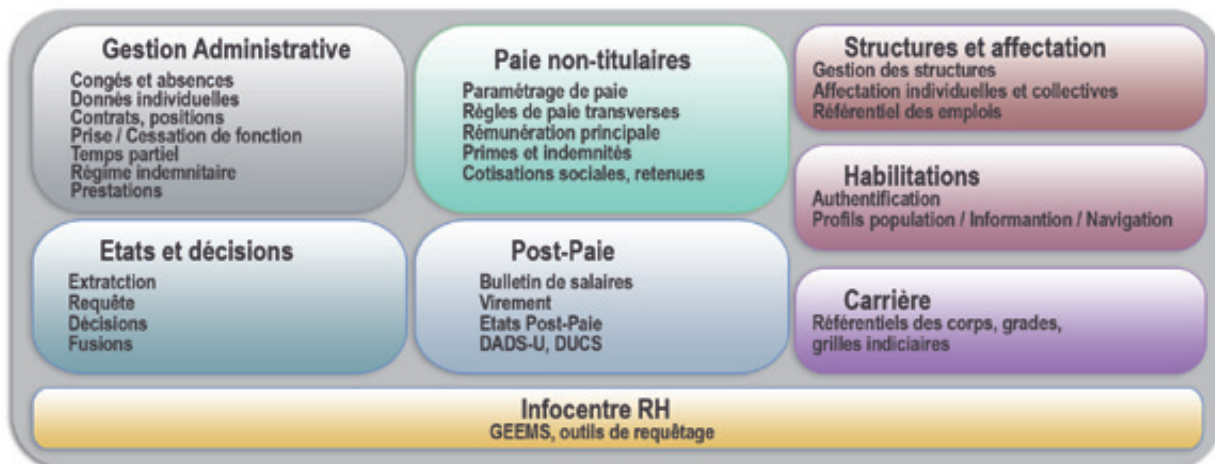 Gestion Administrative
Congés et absences
Donnés individuelles
Contrats, positions
Prise / Cessation de fonction
Temps partiel
Régime indemnitaire
Prestations
Paie non-titulaires
Paramétrage de paie
Règles de paie transverses
Rémunération principale
Primes et indemnités
Cotisations sociales, retenues
Structures et affectation
Gestion des structures
Affectation individuelles et collectives
Référentiel des emplois
Habilitations
Authentification
Profils population / Informantion / Navigation
Etats et décisions
Extratction
Requête
Décisions
Fusions
Post-Paie
Bulletin de salaires
Virement
Etats Post-Paie
DADS-U, DUCS
Carrière
Référentiels des corps, grades,
grilles indiciaires
Infocentre RH
GEEMS, outils de requêtage